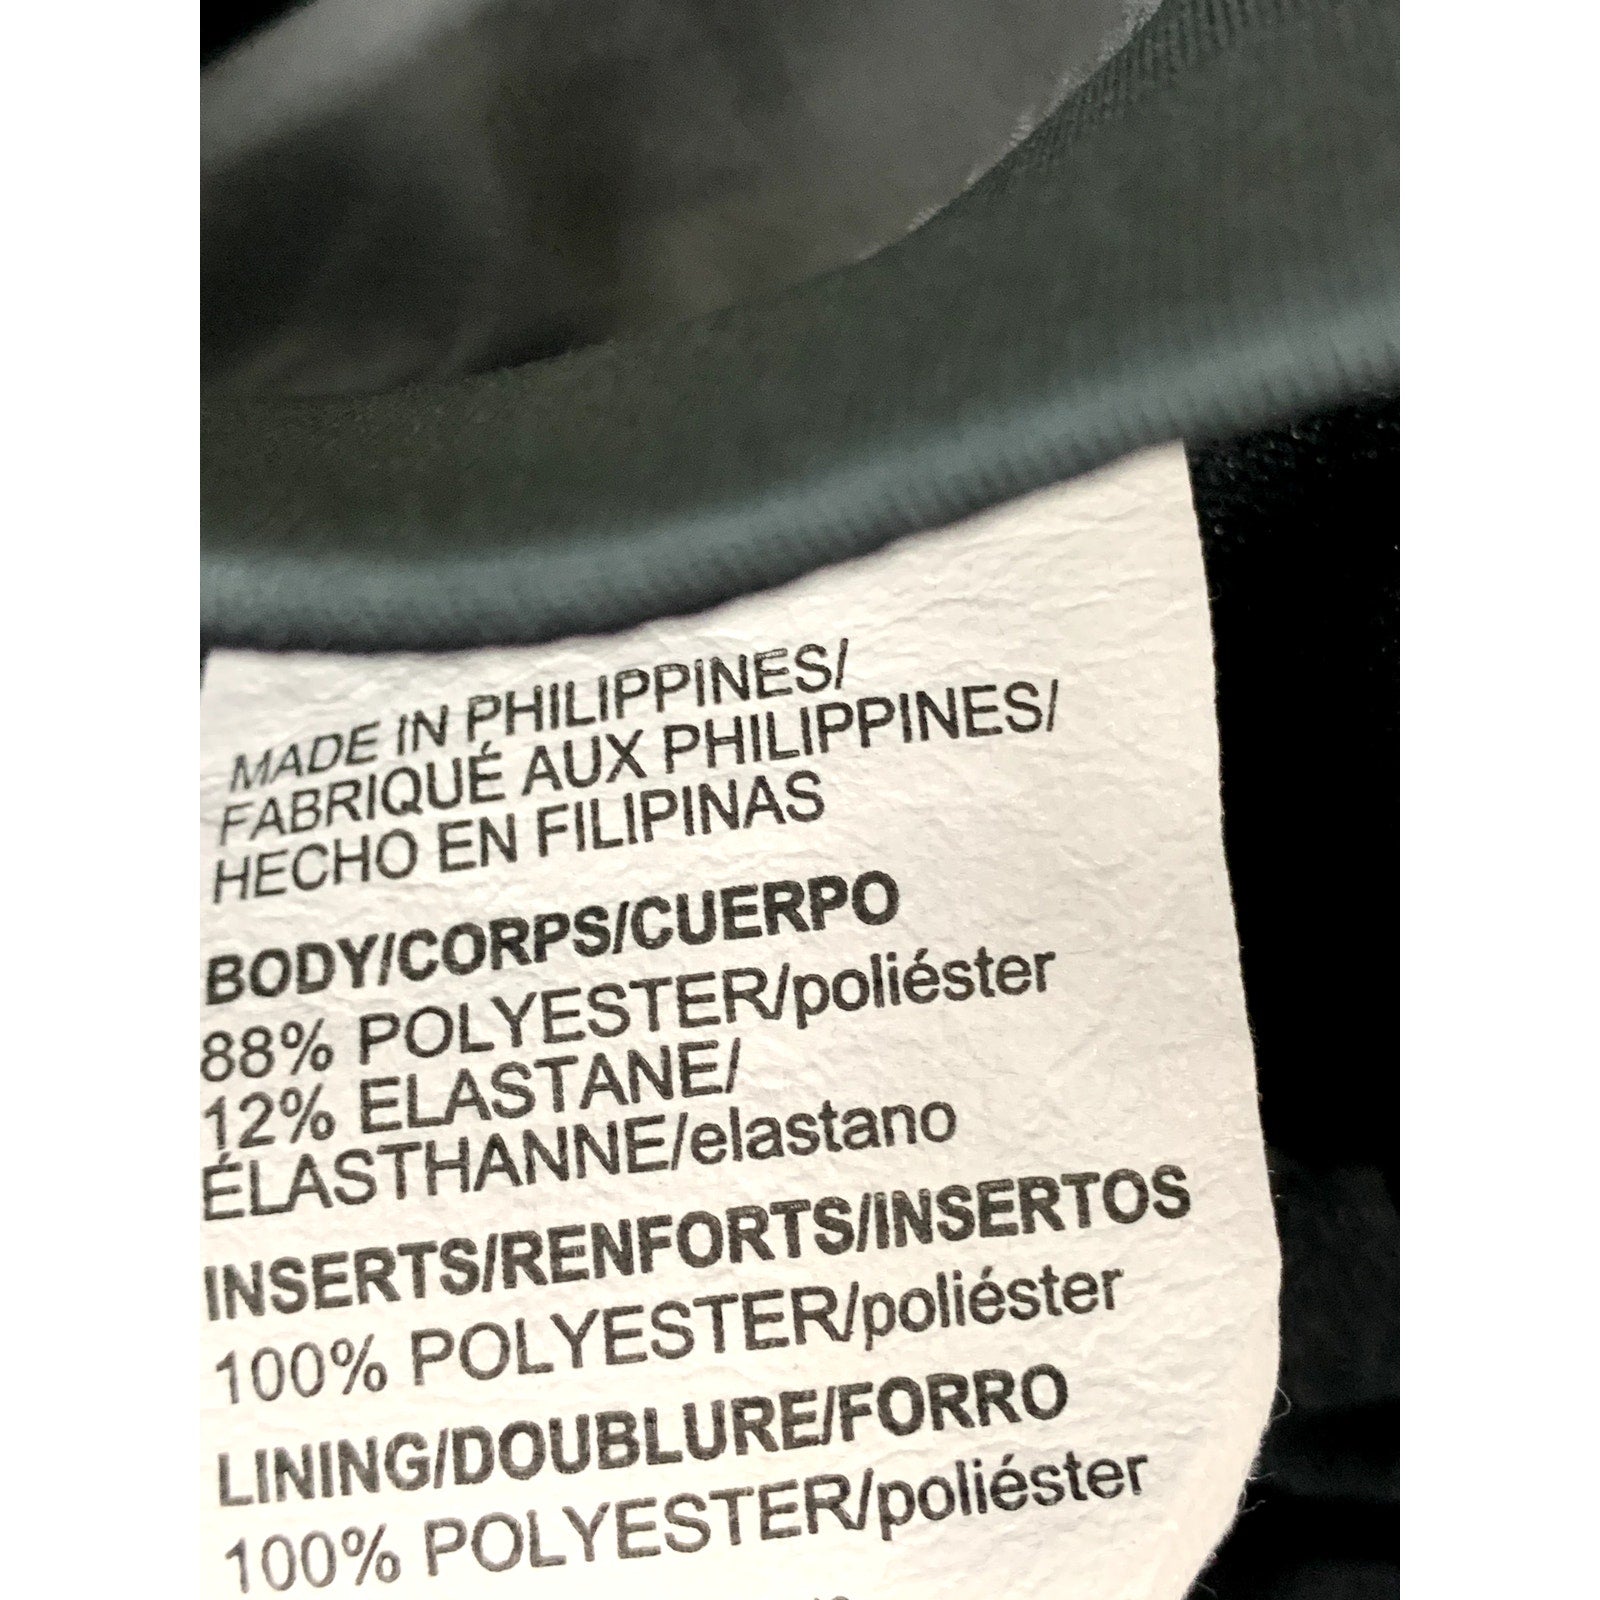 MADE IN PHILIPPINES/
FABRIQUÉ AUX PHILIPPINES/
HECHO EN FILIPINAS
BODY/CORPS/CUERPO
88% POLYESTER/poliéster
12% ELASTANE/
ÉLASTHANNE/elastano
INSERTS/RENFORTS/INSERTOS
100% POLYESTER/poliéster
LINING/DOUBLURE/FORRO
100% POLYESTER/poliéster